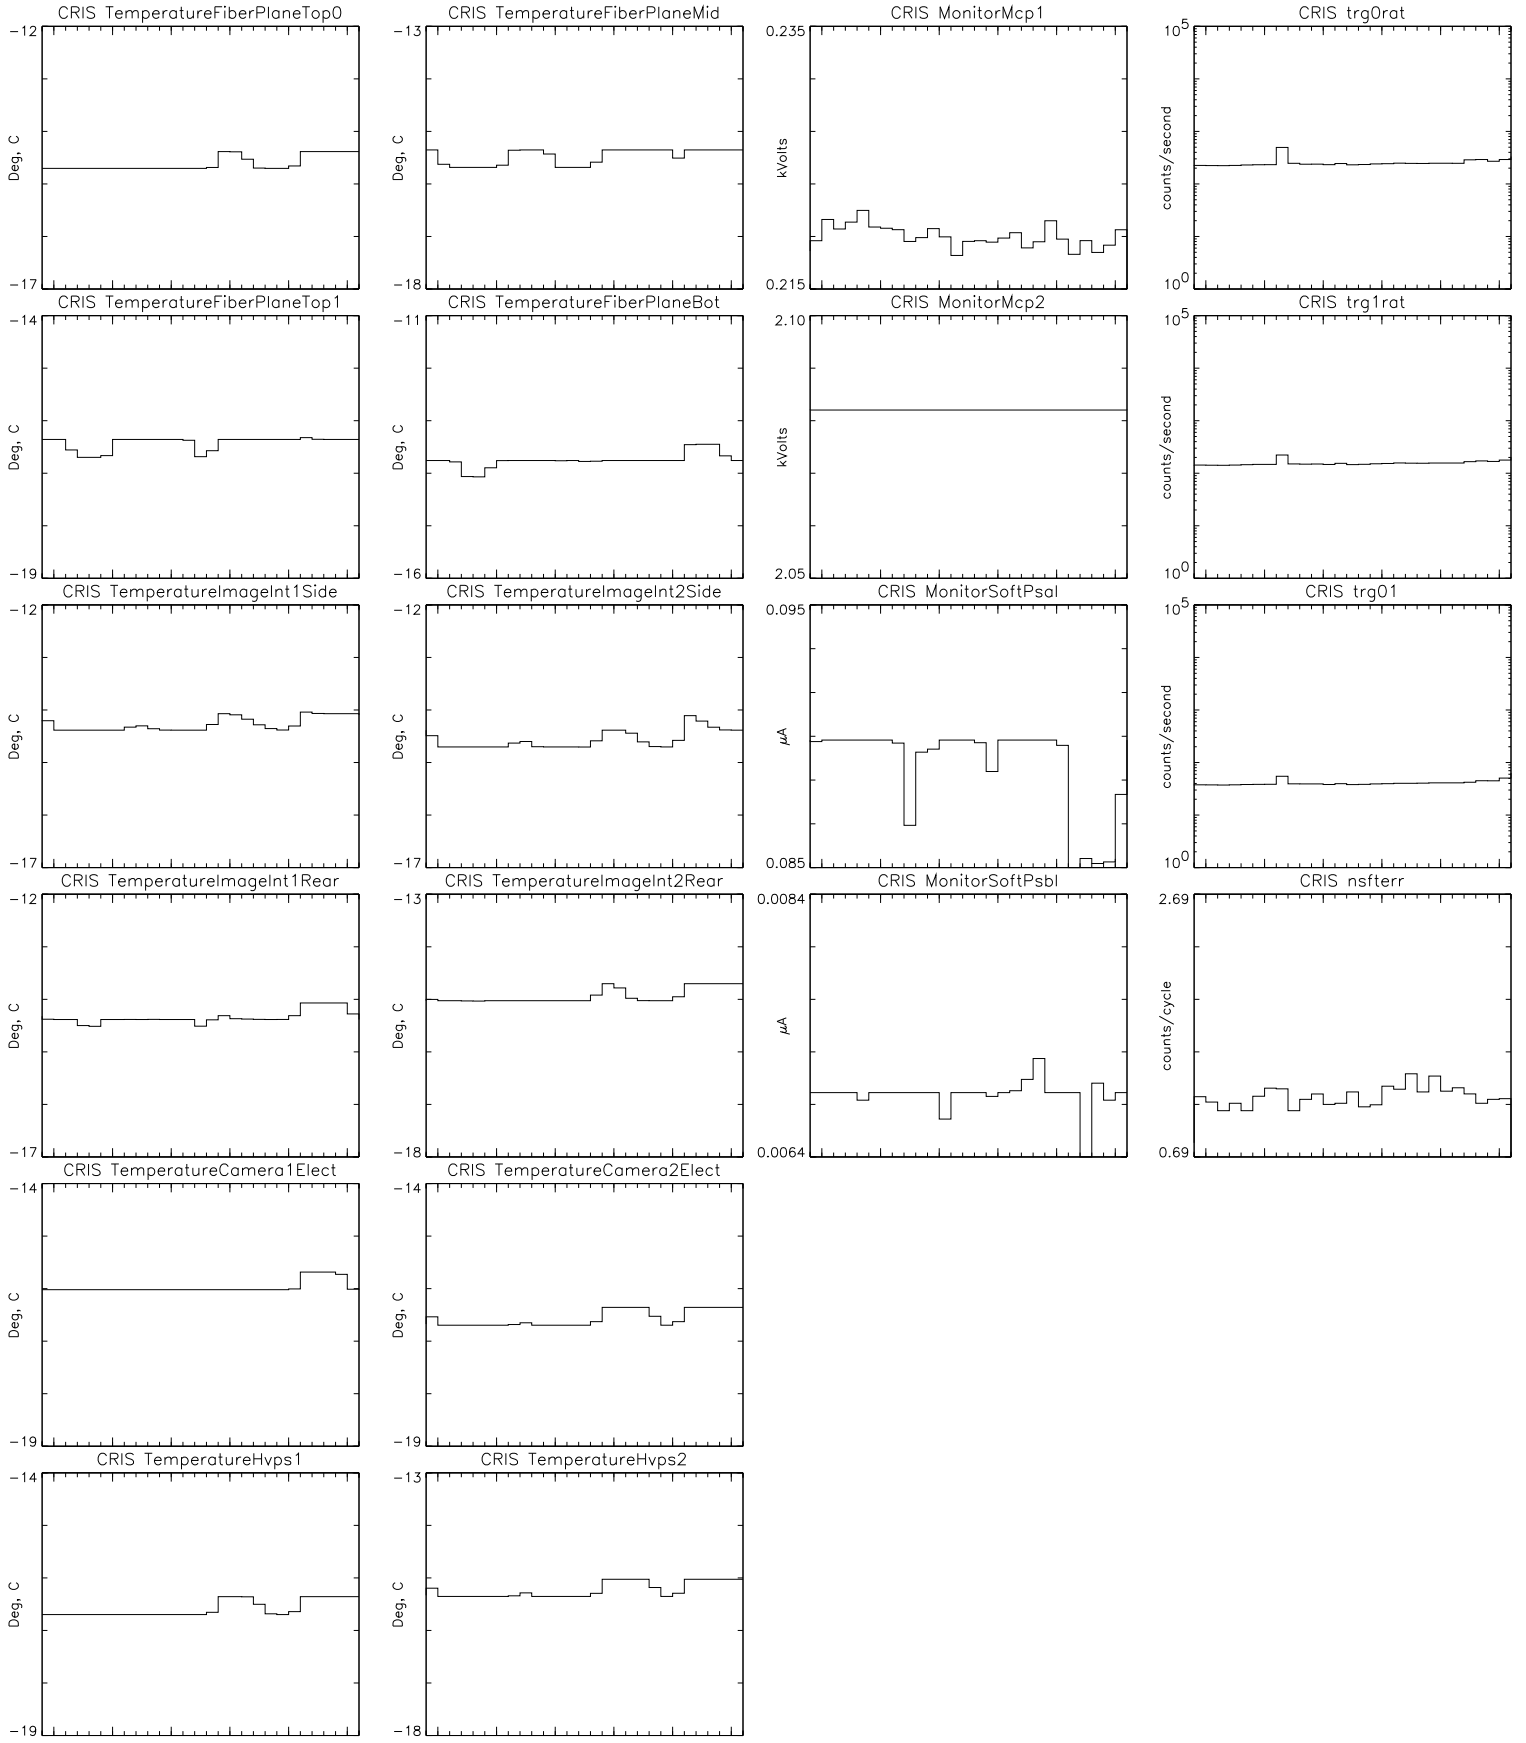 CRIS TemperatureFiberPlaneTop0
-12
Deg, C
-17
CRIS TemperatureFiberPlaneMid
-13
Deg, C
-18
CRIS MonitorMcp1
0.235
kVolts
0.215
CRIS trg0rat
10^5
counts/second
10^0
CRIS TemperatureFiberPlaneTop1
-14
Deg, C
-19
CRIS TemperatureFiberPlaneBot
-11
Deg, C
-16
CRIS MonitorMcp2
2.10
kVolts
2.05
CRIS trg1rat
10^5
counts/second
10^0
CRIS TemperatureImageInt1Side
-12
Deg, C
-17
CRIS TemperatureImageInt2Side
-12
Deg, C
-17
CRIS MonitorSoftPsaI
0.095
μA
0.085
CRIS trg01
10^5
counts/second
10^0
CRIS TemperatureImageInt1Rear
-12
Deg, C
-17
CRIS TemperatureImageInt2Rear
-13
Deg, C
-18
CRIS MonitorSoftPsbI
0.0084
μA
0.0064
CRIS nsfterr
2.69
counts/cycle
0.69
CRIS TemperatureCamera1Elect
-14
Deg, C
-19
CRIS TemperatureCamera2Elect
-14
Deg, C
-19
CRIS TemperatureHvps1
-14
Deg, C
-19
CRIS TemperatureHvps2
-13
Deg, C
-18